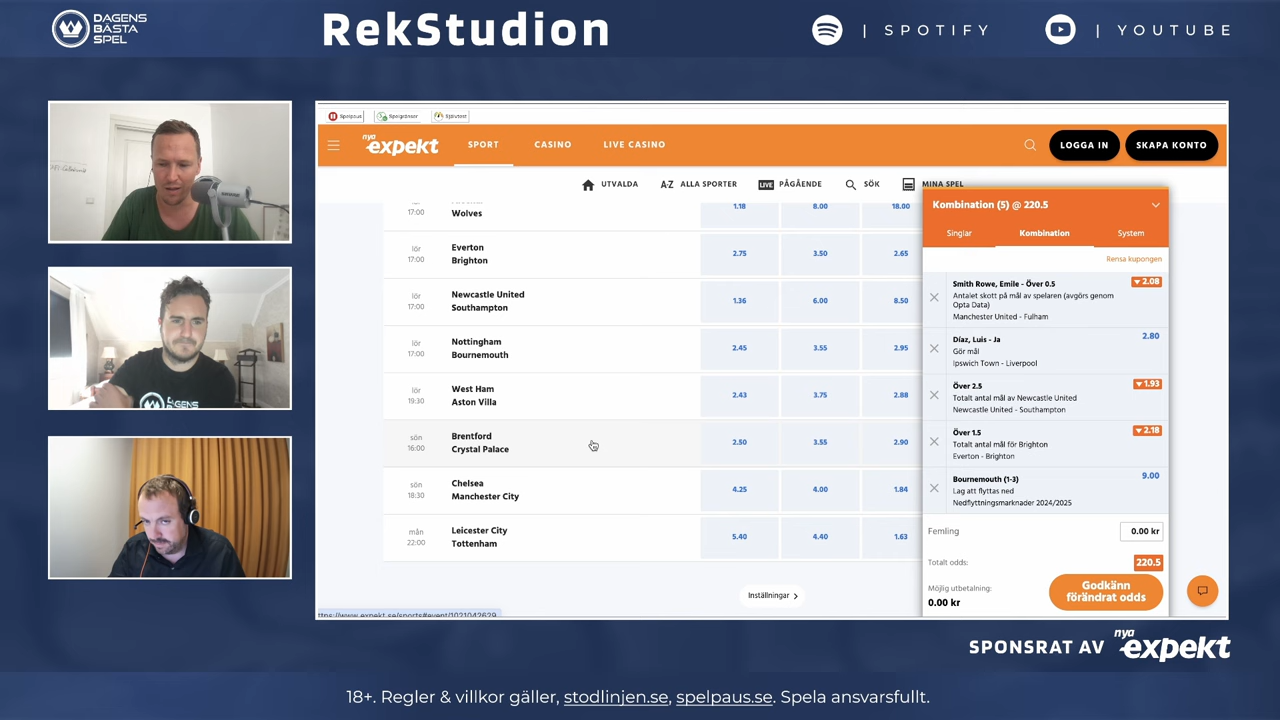 DAGENS
BÄSTA
SPEL
RekStudion
| SPOTIFY
| YOUTUBE
Spelpaus
Spelgränser
Självtest
nya
expekt
SPORT
CASINO
LIVE CASINO
LOGGA IN
SKAPA KONTO
UTVALDA
A-Z ALLA SPORTER
LIVE PÅGÅENDE
SÖK
MINA SPEL
17:00
Wolves
1.18
8.00
18.00
lör
17:00
Everton
Brighton
2.75
3.50
2.65
lör
17:00
Newcastle United
Southampton
1.36
6.00
8.50
lör
17:00
Nottingham
Bournemouth
2.45
3.55
2.95
lör
19:30
West Ham
Aston Villa
2.43
3.75
2.88
sön
16:00
Brentford
Crystal Palace
2.50
3.55
2.90
sön
18:30
Chelsea
Manchester City
4.25
4.00
1.84
mån
22:00
Leicester City
Tottenham
5.40
4.40
1.63
Inställningar
ttps://www.expekt.se/sports#event/1021042629
Kombination (5) @ 220.5
Singlar
Kombination
System
Rensa kupongen
Smith Rowe, Emile - Över 0.5
2.08
Antalet skott på mål av spelaren (avgörs genom
Opta Data)
Manchester United - Fulham
Díaz, Luis - Ja
2.80
Gör mål
Ipswich Town - Liverpool
Över 2.5
1.93
Totalt antal mål av Newcastle United
Newcastle United - Southampton
Över 1.5
2.18
Totalt antal mål för Brighton
Everton - Brighton
Bournemouth (1-3)
9.00
Lag att flyttas ned
Nedflyttningsmarknader 2024/2025
Femling
0.00 kr
Totalt odds:
220.5
Möjlig utbetalning:
0.00 kr
Godkänn
förändrat odds
SPONSRAT AV
nya
expekt
18+. Regler & villkor gäller, stodlinjen.se, spelpaus.se. Spela ansvarsfullt.